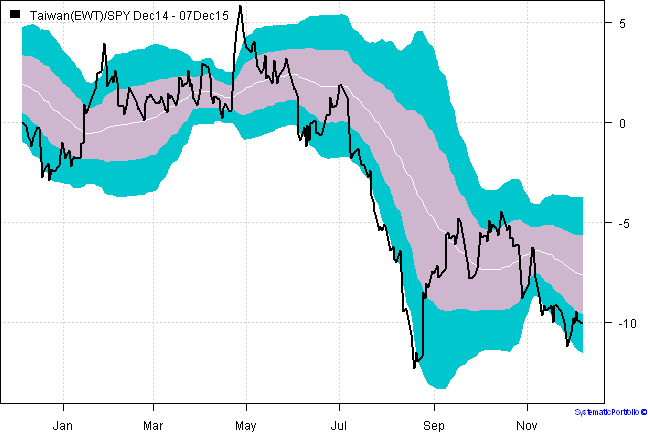 Taiwan(EWT)/SPY Dec14 - 07Dec15
5
0
-5
-10
Jan Mar May Jul Sep Nov
SystematicPortfolio ©